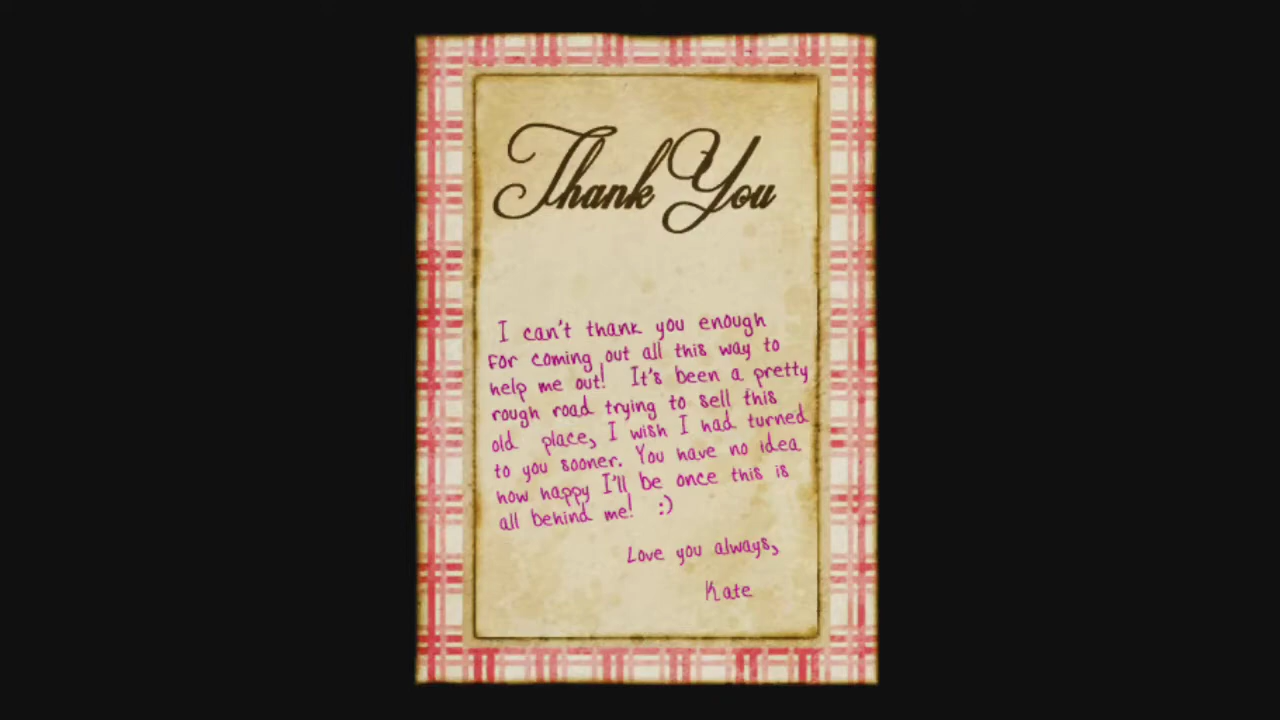 Thank You
I can't thank you enough
for coming out all this way to
help me out! It's been a pretty
rough road trying to sell this
old place, I wish I had turned
to you sooner. You have no idea
how happy I'll be once this is
all behind me! :)
Love you always,
Kate